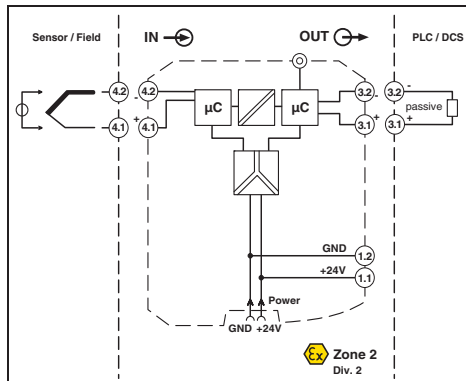 Sensor / Field IN OUT PLC / DCS
4.2 4.2 - µC µC 3.2 - 3.2 -
passive
4.1 + 4.1 3.1 + 3.1 +
GND 1.2
+24V 1.1
Power
GND +24V
Ex Zone 2
Div. 2